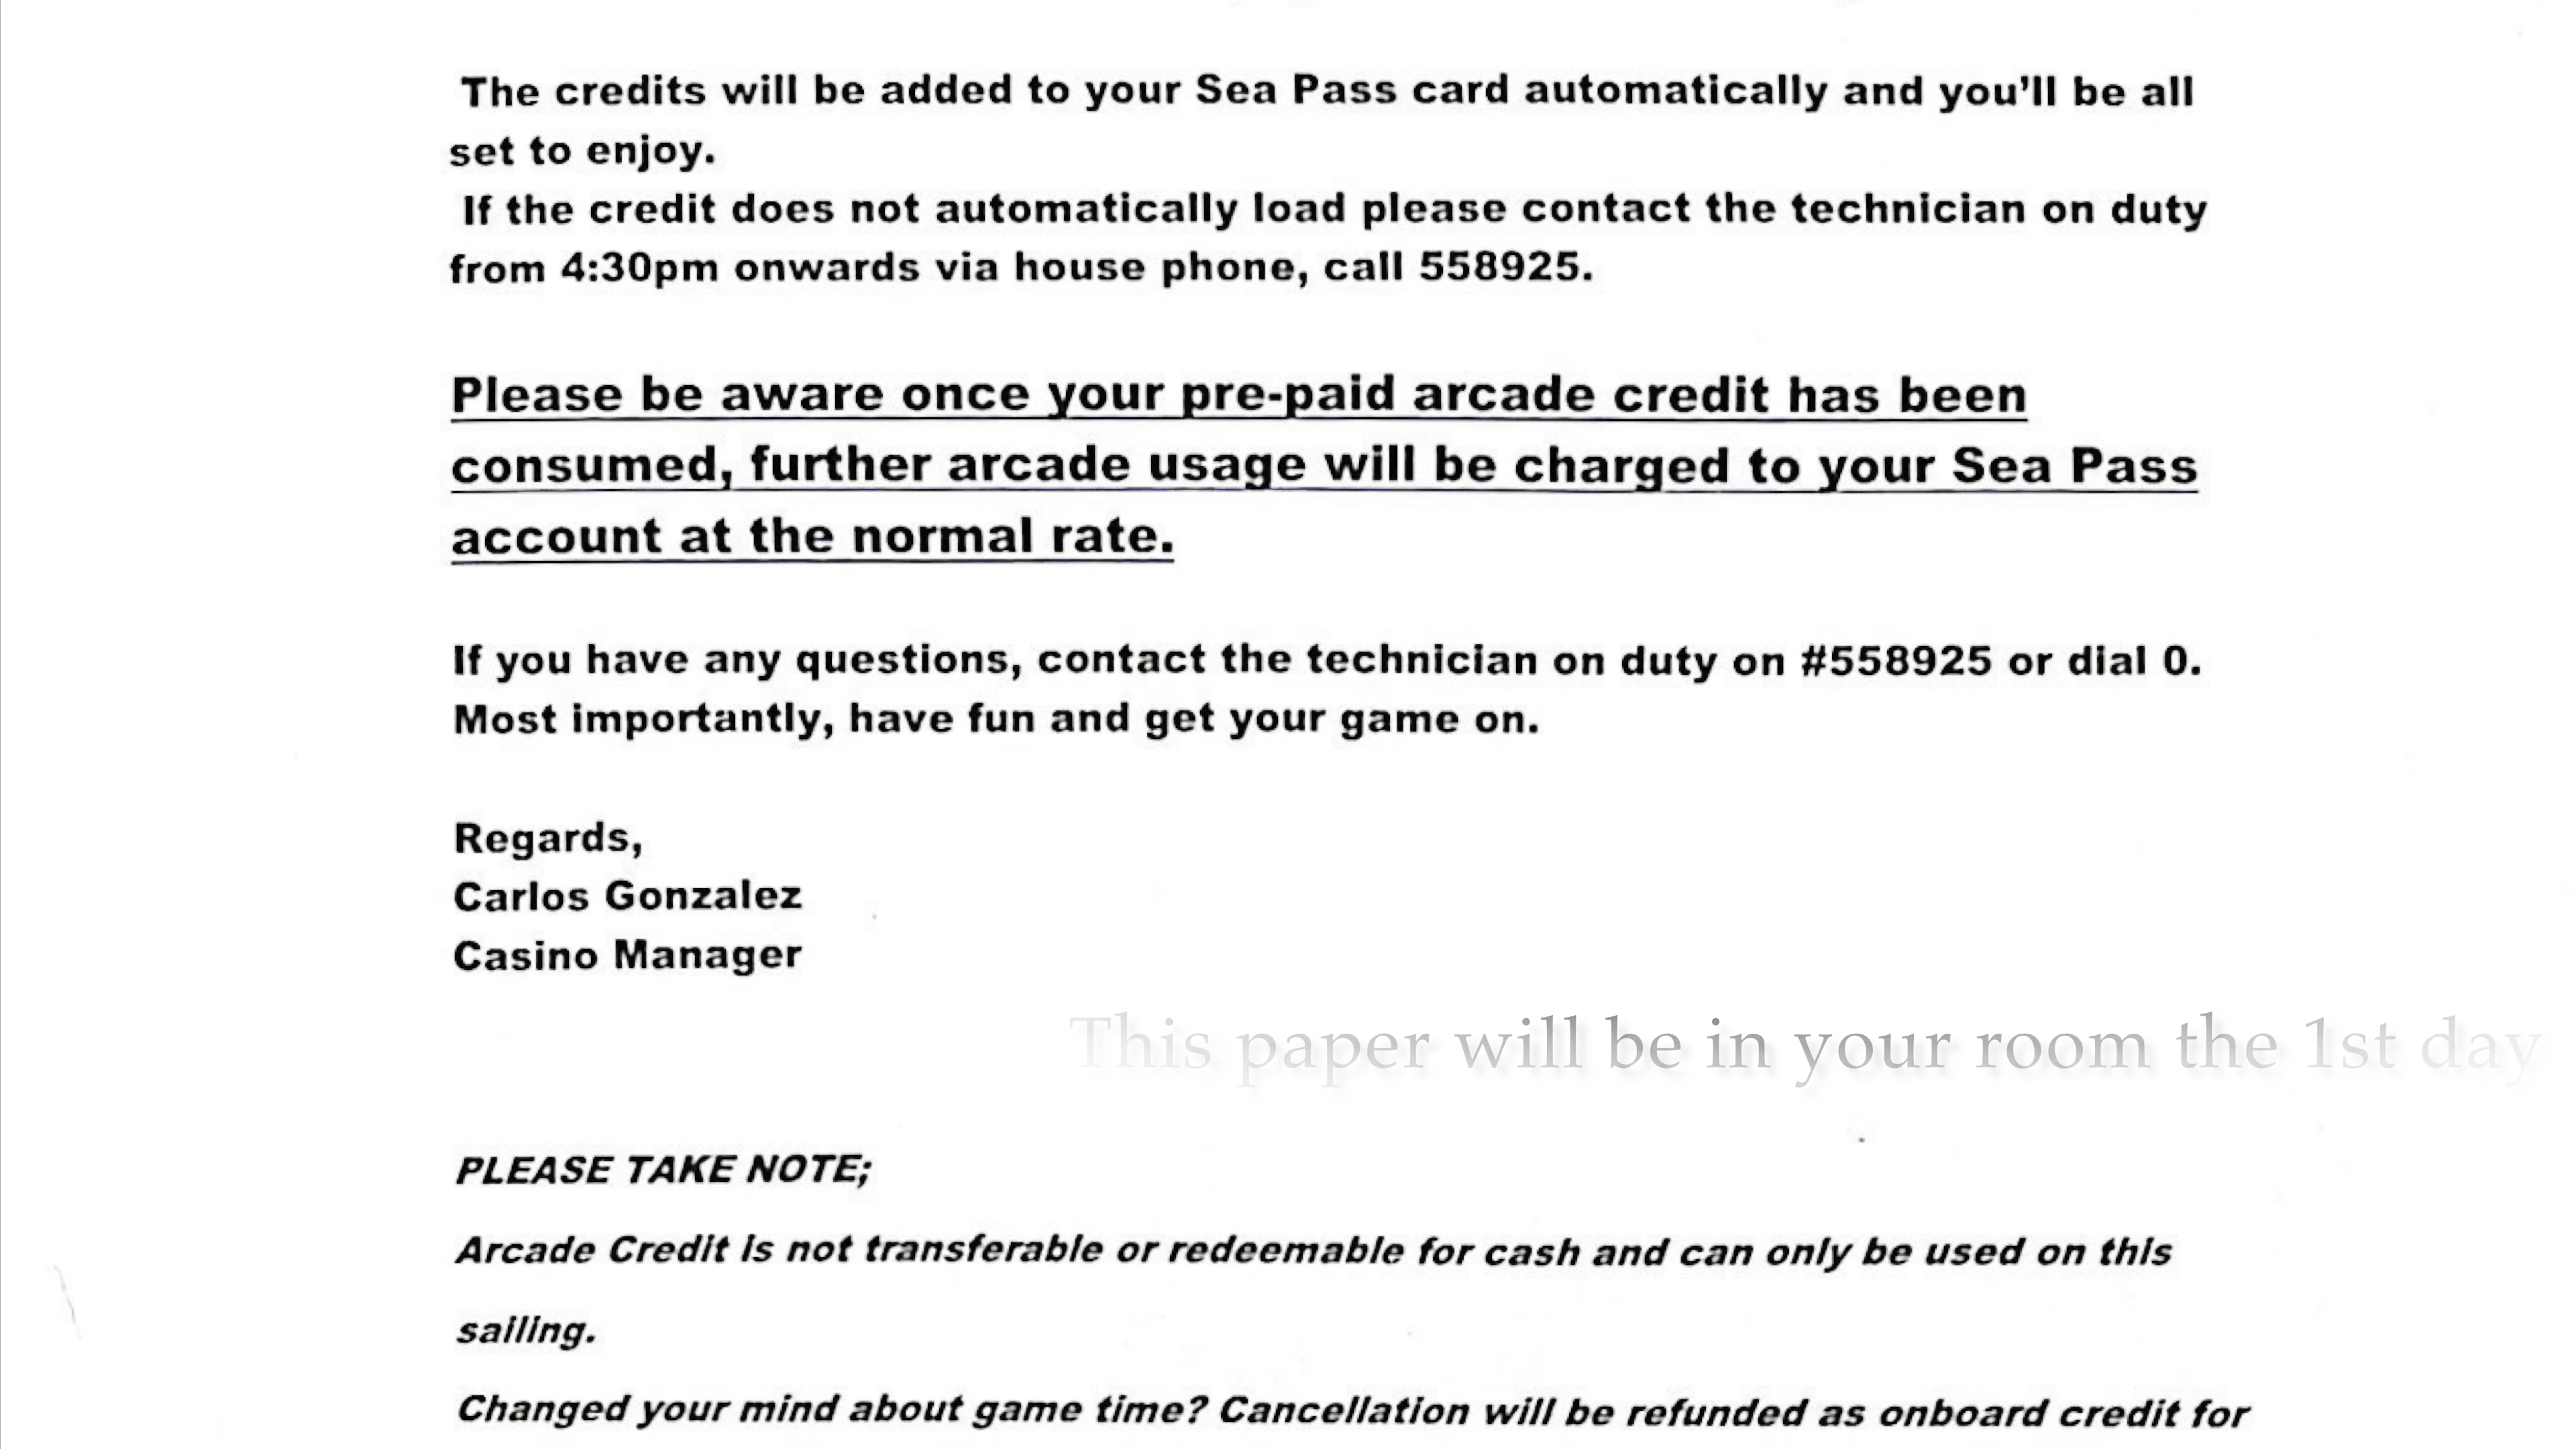 The credits will be added to your Sea Pass card automatically and you'll be all
set to enjoy.
If the credit does not automatically load please contact the technician on duty
from 4:30pm onwards via house phone, call 558925.
Please be aware once your pre-paid arcade credit has been
consumed, further arcade usage will be charged to your Sea Pass
account at the normal rate.
If you have any questions, contact the technician on duty on #558925 or dial 0.
Most importantly, have fun and get your game on.
Regards,
Carlos Gonzalez
Casino Manager
This paper will be in your room the 1st day
PLEASE TAKE NOTE;
Arcade Credit is not transferable or redeemable for cash and can only be used on this
sailing.
Changed your mind about game time? Cancellation will be refunded as onboard credit for